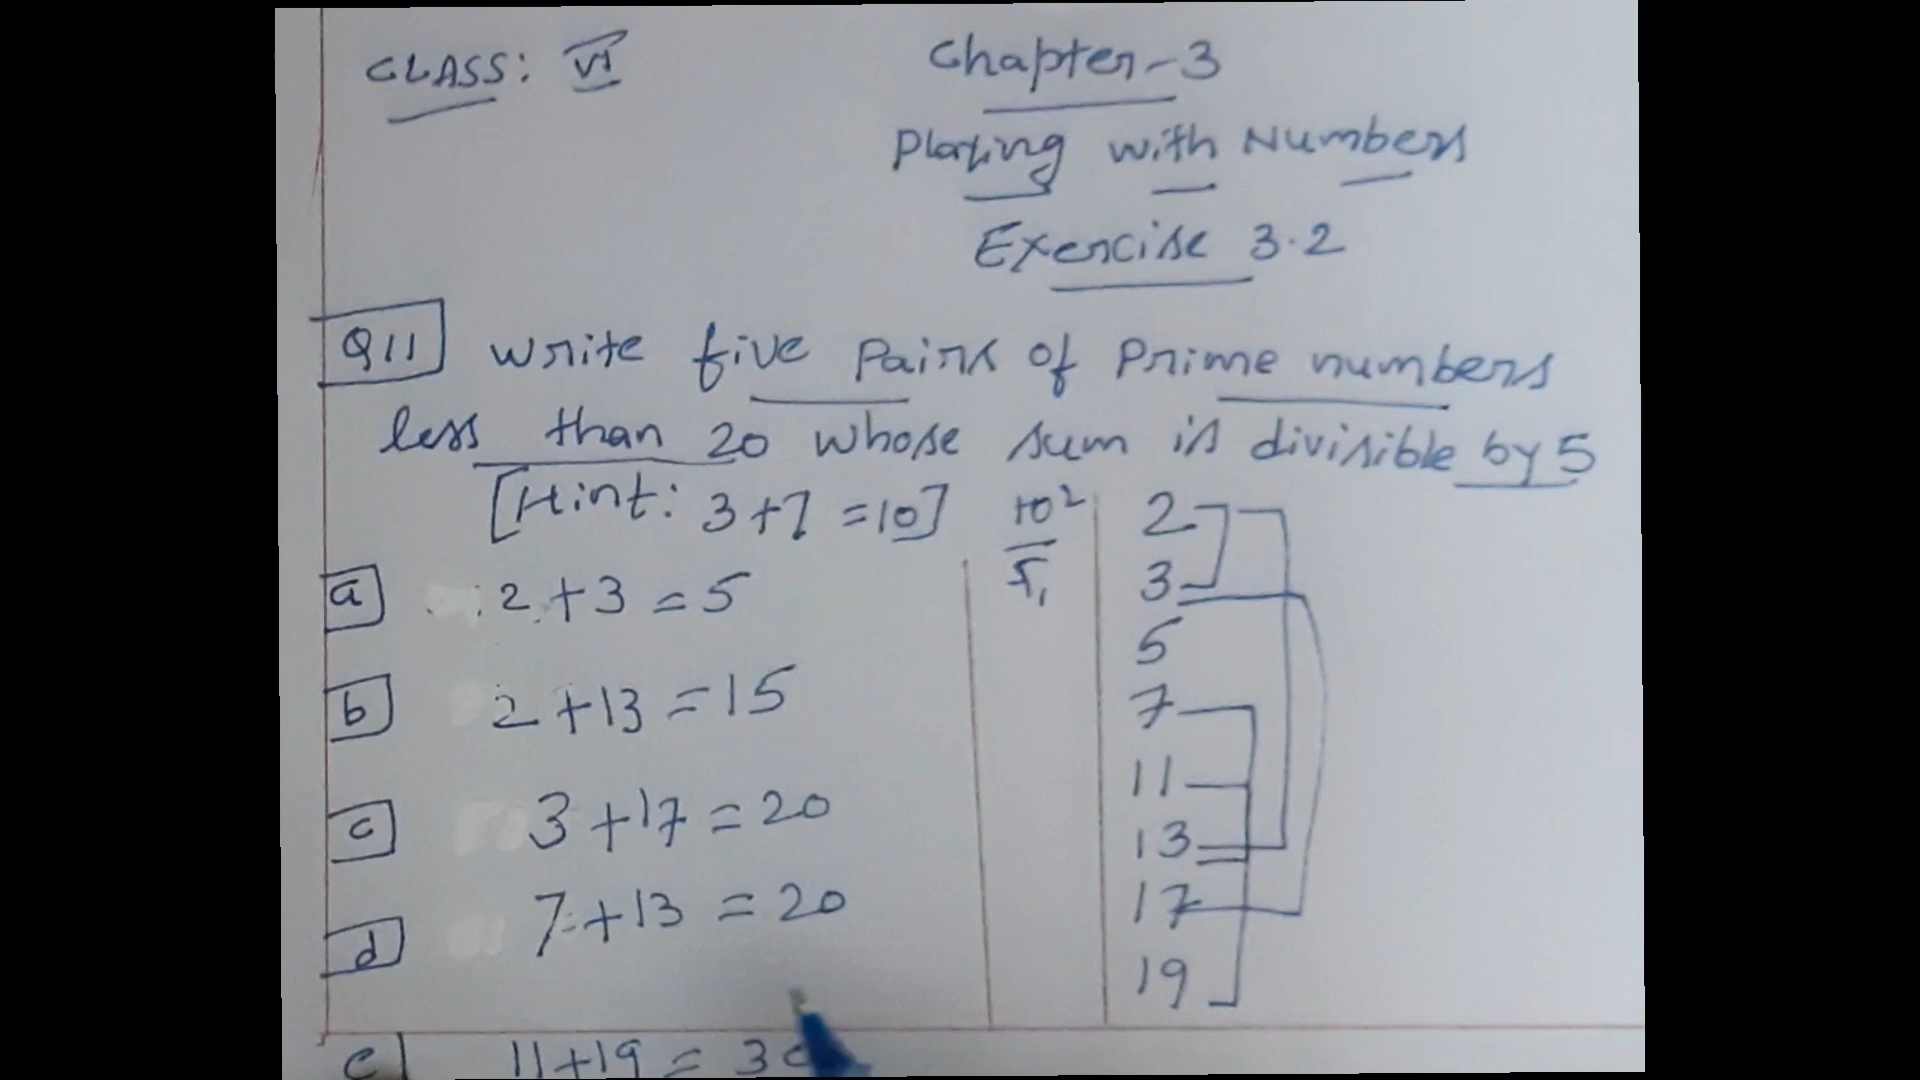 CLASS: VI
Chapter-3
Playing with Numbers
Exercise 3.2
Q11 Write five Pairs of Prime numbers
less than 20 whose sum is divisible by 5
[Hint: 3+7=10]
10²
5₁
a 2+3=5
b 2+13=15
c 3+17=20
d 7+13=20
e 11+19=30
2
3
5
7
11
13
17
19